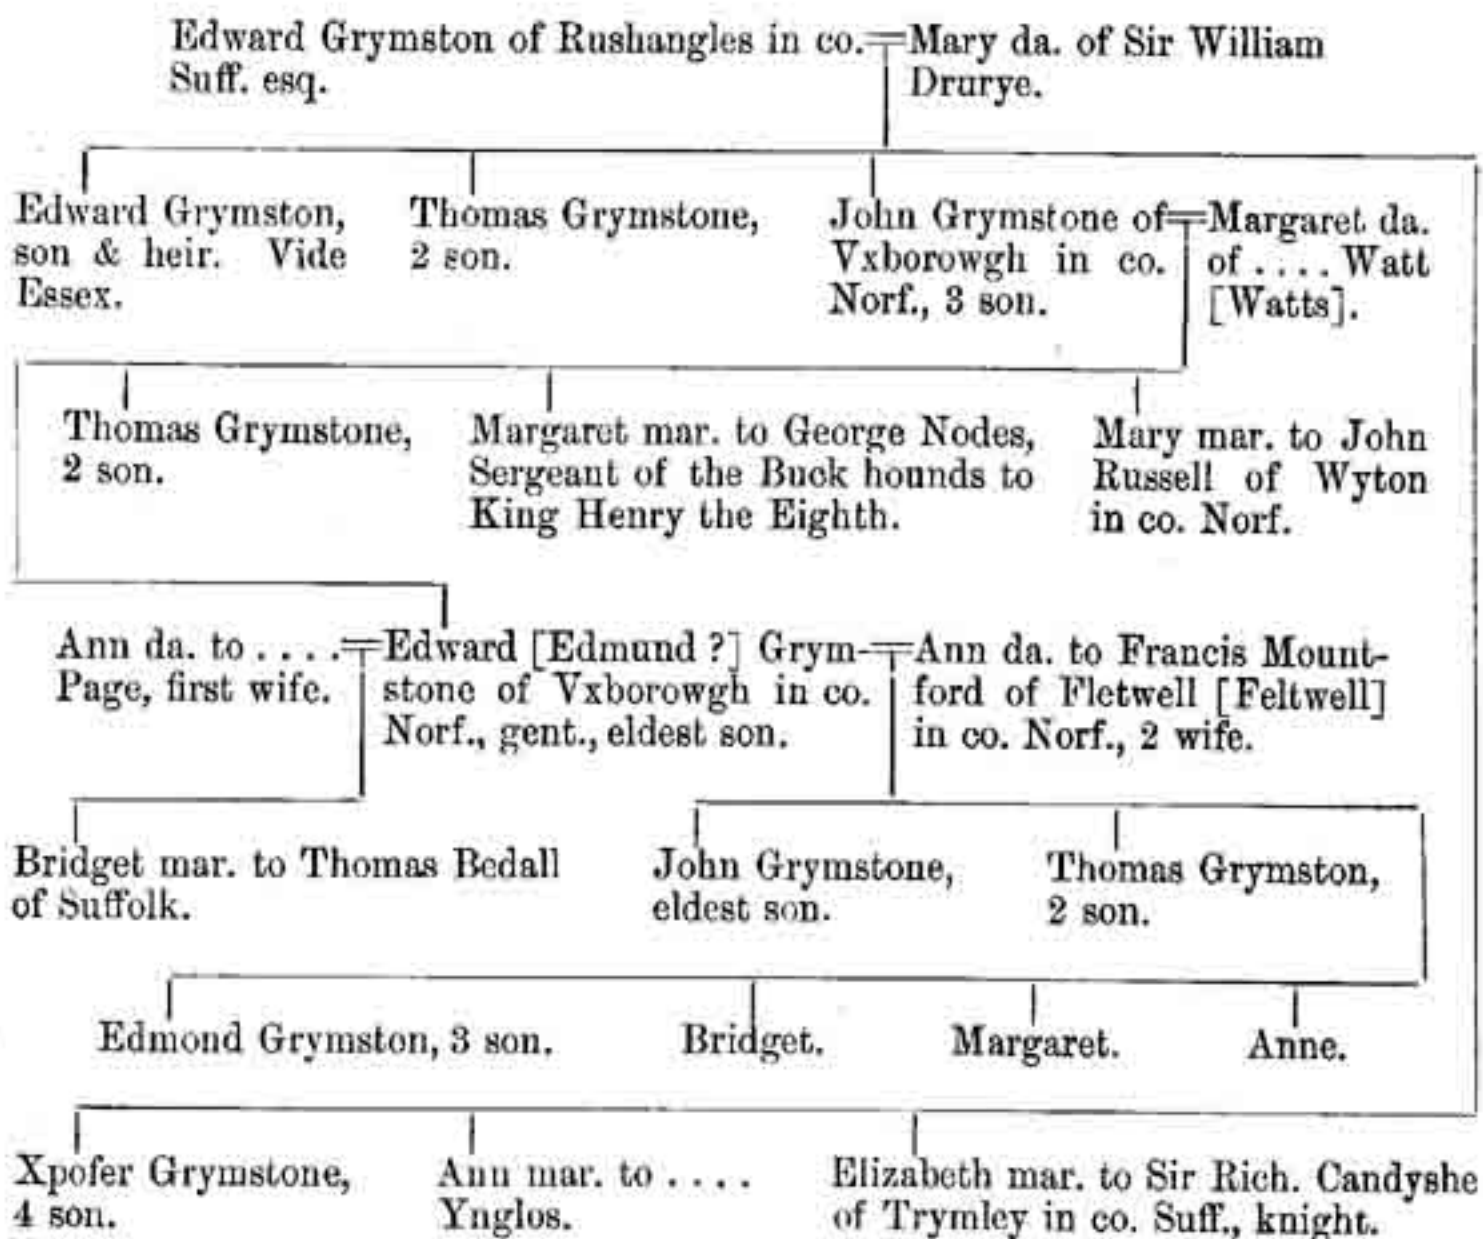 Edward Grymston of Rushangles in co.
Suff. esq.
Mary da. of Sir William
Drurye.
Edward Grymston,
son & heir. Vide
Essex.
Thomas Grymstone,
2 son.
John Grymstone of
Vxborowgh in co.
Norf., 3 son.
Margaret da.
of .... Watt
[Watts].
Thomas Grymstone,
2 son.
Margaret mar. to George Nodes,
Sergeant of the Buck hounds to
King Henry the Eighth.
Mary mar. to John
Russell of Wyton
in co. Norf.
Ann da. to ....
Page, first wife.
Edward [Edmund ?] Grym-
stone of Vxborowgh in co.
Norf., gent., eldest son.
Ann da. to Francis Mount-
ford of Fletwell [Feltwell]
in co. Norf., 2 wife.
Bridget mar. to Thomas Bedall
of Suffolk.
John Grymstone,
eldest son.
Thomas Grymston,
2 son.
Edmond Grymston, 3 son.
Bridget.
Margaret.
Anne.
Xpofer Grymstone,
4 son.
Ann mar. to ....
Ynglos.
Elizabeth mar. to Sir Rich. Candyshe
of Trymley in co. Suff., knight.